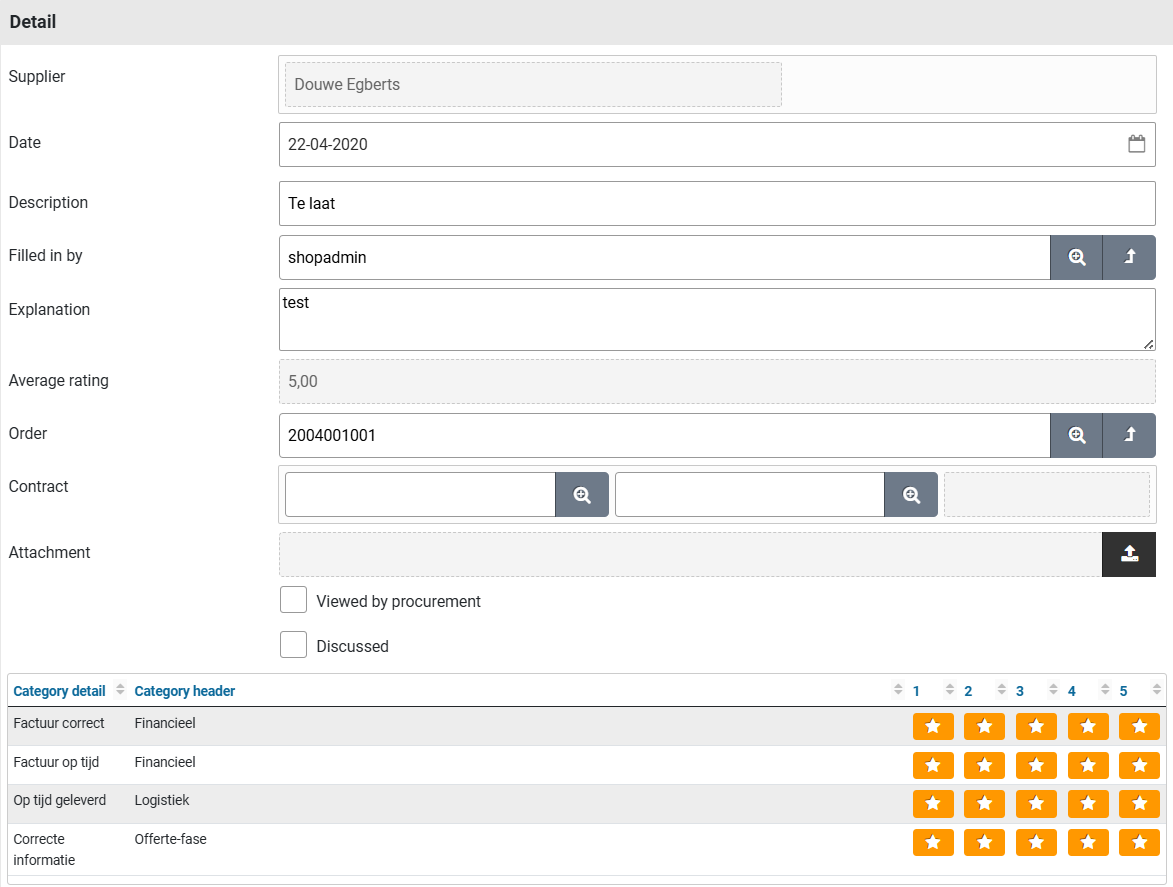 Detail
Supplier
Douwe Egberts
Date
22-04-2020
Description
Te laat
Filled in by
shopadmin
Explanation
test
Average rating
5,00
Order
2004001001
Contract
Attachment
Viewed by procurement
Discussed
Category detail Category header 1 2 3 4 5
Factuur correct Financieel
Factuur op tijd Financieel
Op tijd geleverd Logistiek
Correcte Offerte-fase
informatie